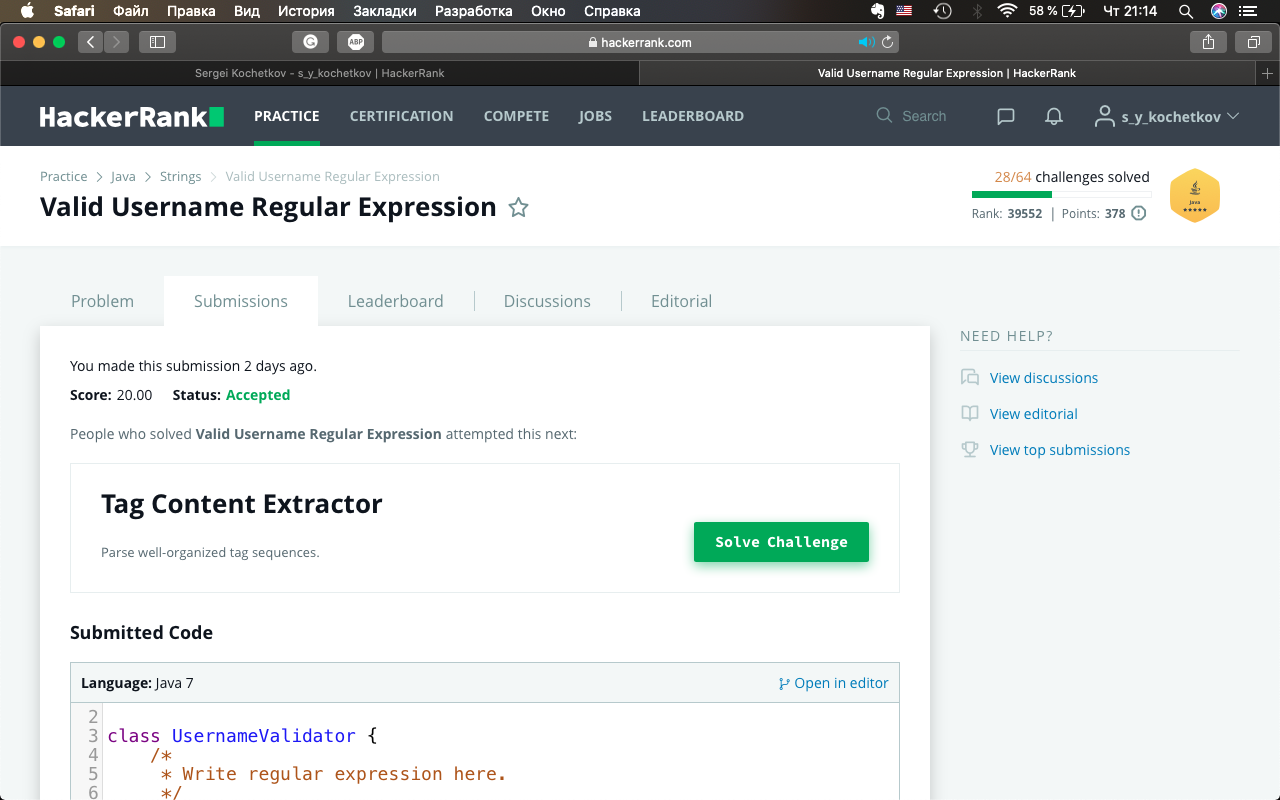 Safari Файл Правка Вид История Закладки Разработка Окно Справка 58 % Чт 21:14
ABP hackerrank.com
Sergei Kochetkov - s_y_kochetkov | HackerRank Valid Username Regular Expression | HackerRank
HackerRank PRACTICE CERTIFICATION COMPETE JOBS LEADERBOARD Search s_y_kochetkov
Practice > Java > Strings > Valid Username Regular Expression
Valid Username Regular Expression
28/64 challenges solved
Rank: 39552 | Points: 378
Java
Problem Submissions Leaderboard Discussions Editorial
You made this submission 2 days ago.
Score: 20.00 Status: Accepted
People who solved Valid Username Regular Expression attempted this next:
Tag Content Extractor
Parse well-organized tag sequences.
Solve Challenge
Submitted Code
Language: Java 7 Open in editor
2
3 class UsernameValidator {
4 /*
5 * Write regular expression here.
6 */
NEED HELP?
View discussions
View editorial
View top submissions